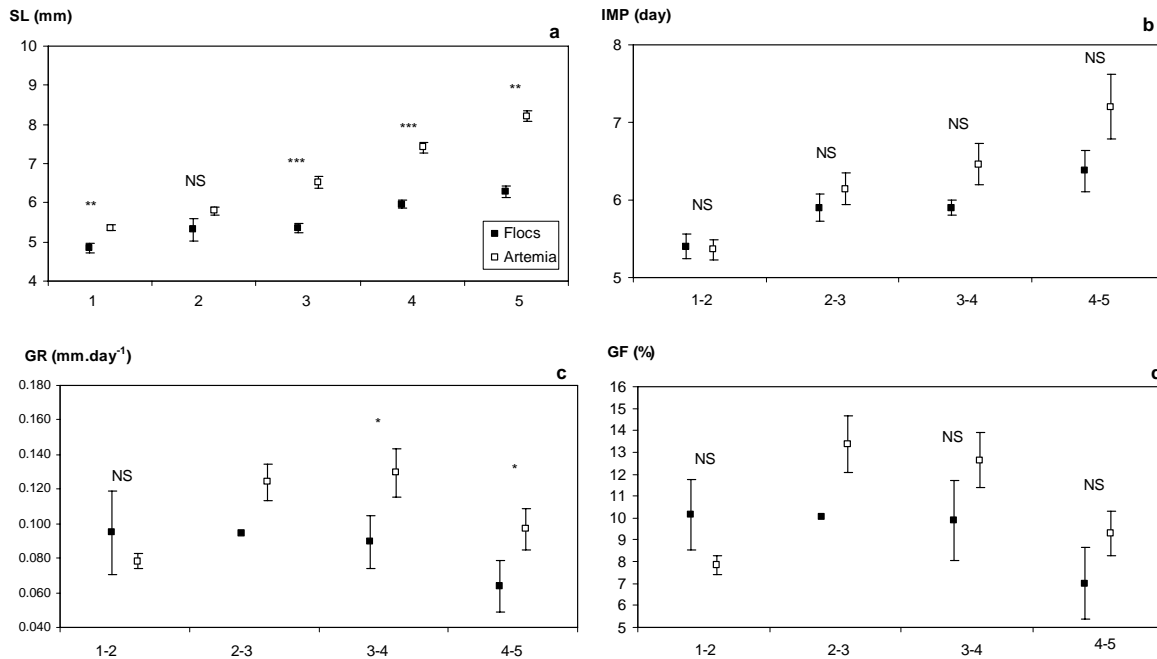 SL (mm)
a
10
9
8
7
6
5
4
**
NS
***
***
**
Flocs
Artemia
1 2 3 4 5
IMP (day)
b
8
7
6
5
NS
NS
NS
NS
1-2 2-3 3-4 4-5
GR (mm.day-1)
c
0.180
0.160
0.140
0.120
0.100
0.080
0.060
0.040
NS
*
*
1-2 2-3 3-4 4-5
GF (%)
d
16
15
14
13
12
11
10
9
8
7
6
5
NS
NS
NS
1-2 2-3 3-4 4-5